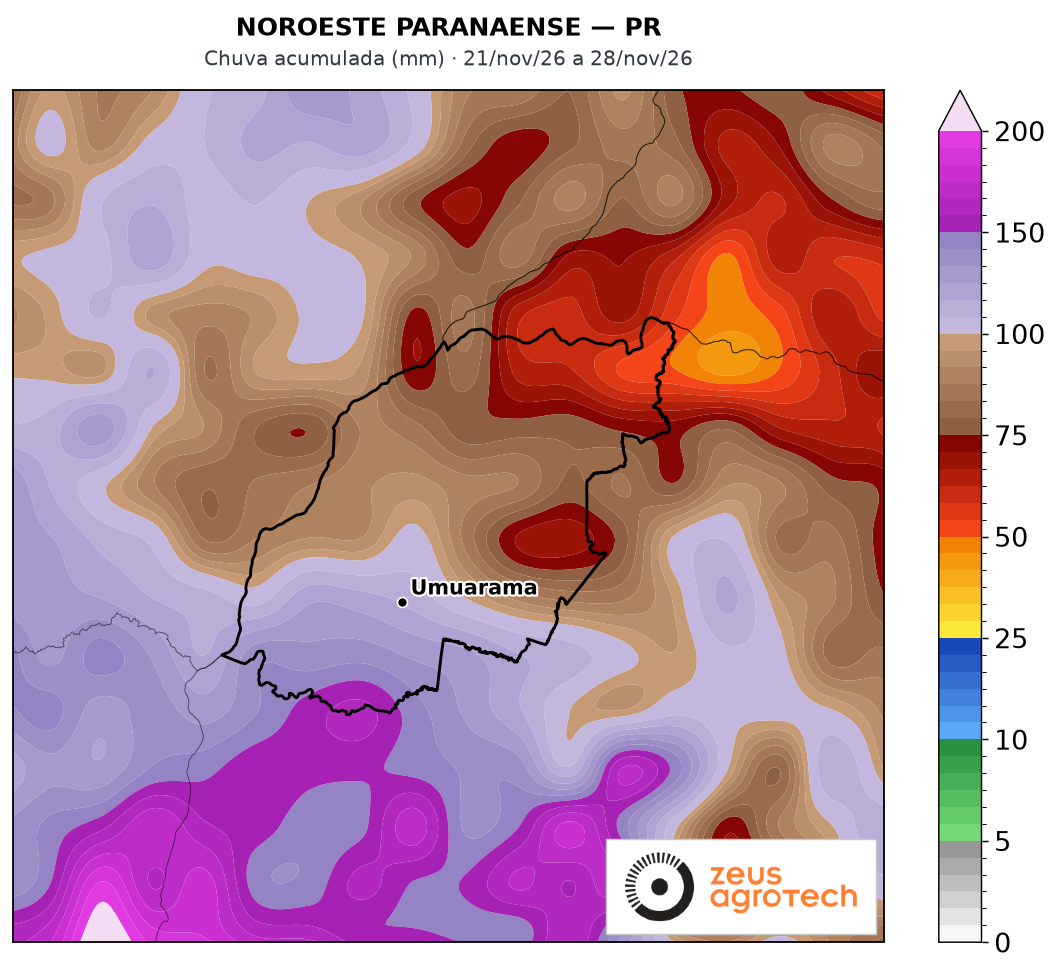 NOROESTE PARANAENSE — PR
Chuva acumulada (mm) · 21/nov/26 a 28/nov/26
200
150
100
75
50
25
10
5
0
Umuarama
zeus
agrotech